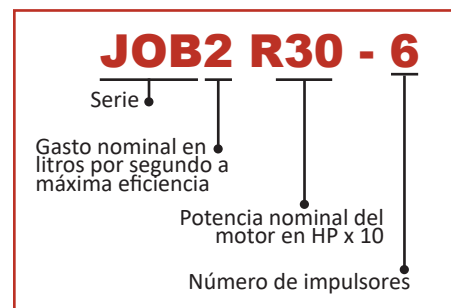 JOB2 R30 - 6
Serie
Gasto nominal en
litros por segundo a
máxima eficiencia
Potencia nominal del
motor en HP x 10
Número de impulsores